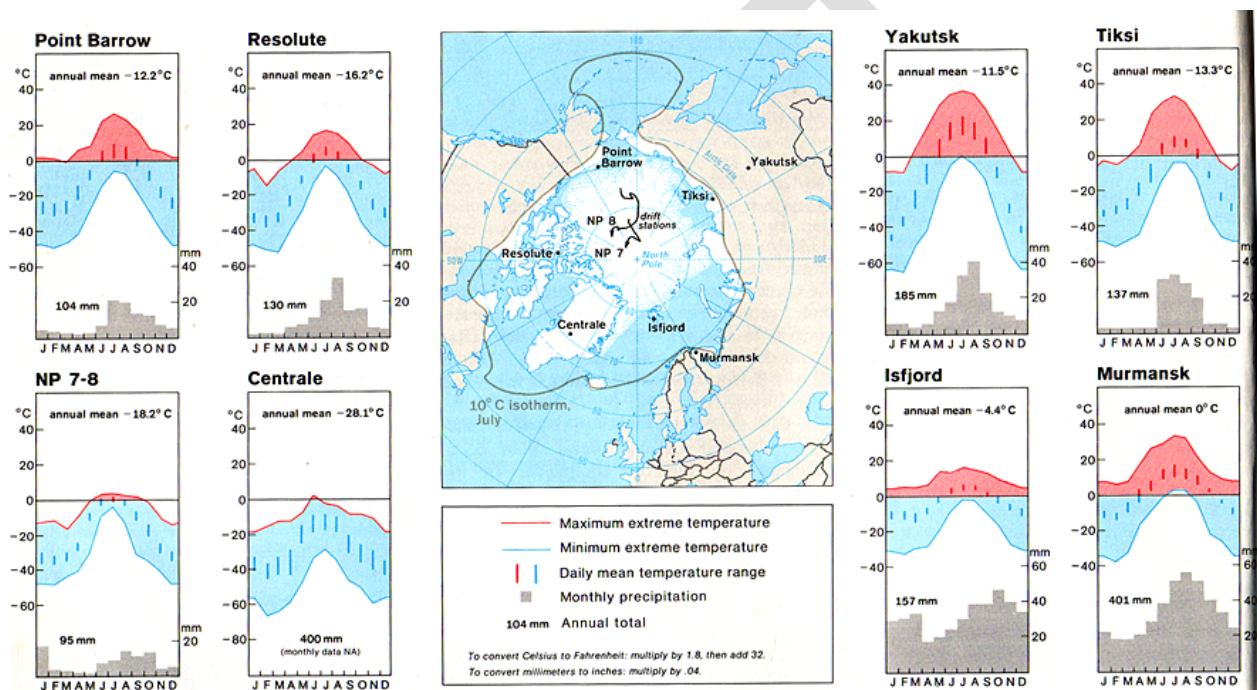 Point Barrow
°C
annual mean −12.2°C
40
20
0
−20
−40
−60
mm
40
20
104 mm
J F M A M J J A S O N D
Resolute
°C
annual mean −16.2°C
40
20
0
−20
−40
−60
mm
40
20
130 mm
J F M A M J J A S O N D
NP 7-8
°C
annual mean −18.2°C
40
20
0
−20
−40
−60
mm
20
95 mm
J F M A M J J A S O N D
Centrale
°C
annual mean −28.1°C
40
20
0
−20
−40
−60
−80
400 mm
(monthly data NA)
J F M A M J J A S O N D
Point
Barrow
Yakutsk
Tiksi
NP 8
drift
stations
Resolute
NP 7
North
Pole
Centrale
Isfjord
Murmansk
10°C isotherm,
July
Maximum extreme temperature
Minimum extreme temperature
Daily mean temperature range
Monthly precipitation
104 mm Annual total
To convert Celsius to Fahrenheit: multiply by 1.8, then add 32.
To convert millimeters to inches: multiply by .04.
Yakutsk
°C
annual mean −11.5°C
40
20
0
−20
−40
−60
mm
40
20
185 mm
J F M A M J J A S O N D
Tiksi
°C
annual mean −13.3°C
40
20
0
−20
−40
−60
40
20
137 mm
J F M A M J J A S O N D
Isfjord
°C
annual mean −4.4°C
40
20
0
−20
−40
mm
60
40
20
157 mm
J F M A M J J A S O N D
Murmansk
°C
annual mean 0°C
40
20
0
−20
−40
60
40
20
401 mm
J F M A M J J A S O N D